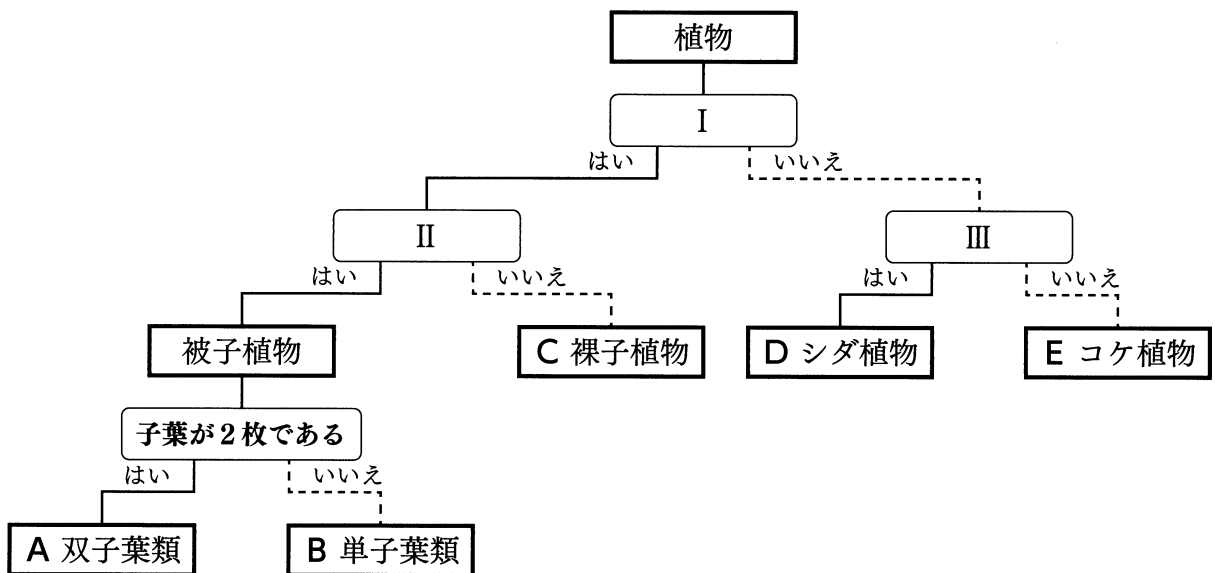 植物
Ⅰ
はい
いいえ
Ⅱ
Ⅲ
はい
いいえ
はい
いいえ
被子植物
C 裸子植物
D シダ植物
E コケ植物
子葉が2枚である
はい
いいえ
A 双子葉類
B 単子葉類